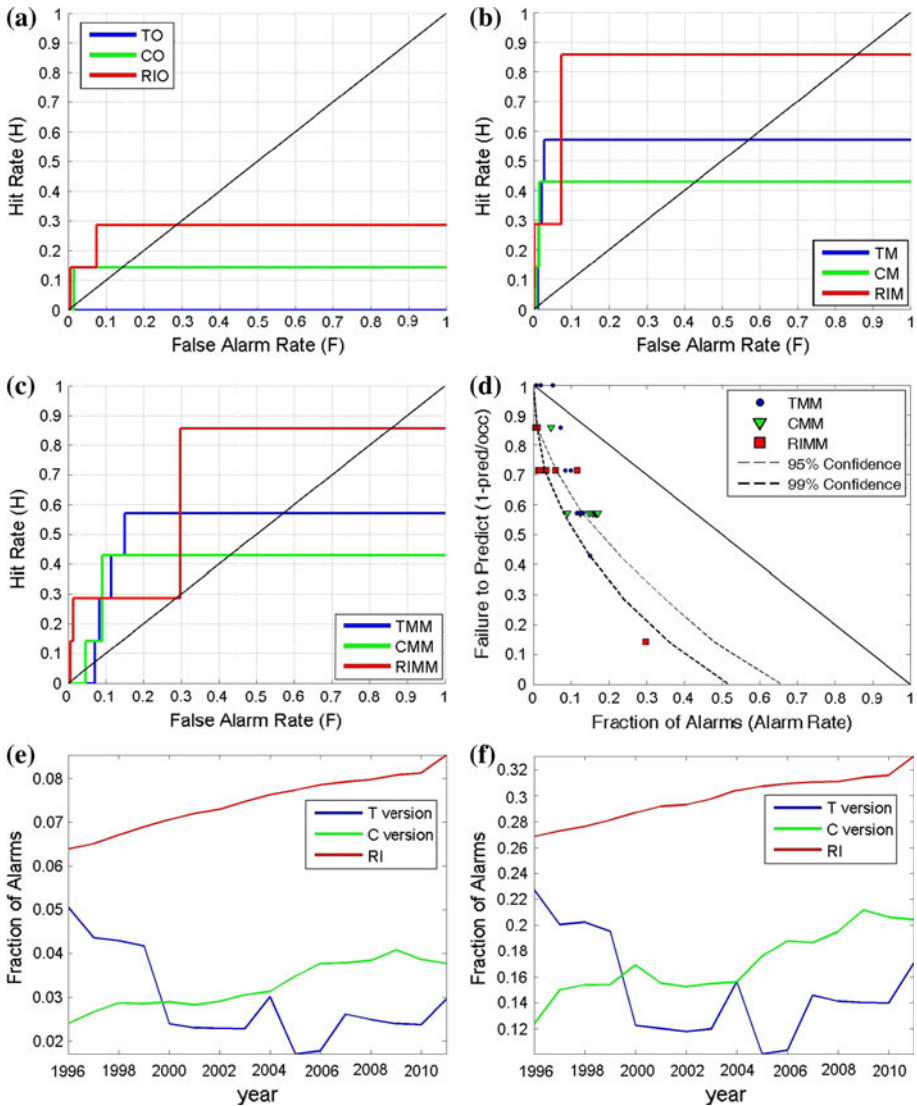 (a)
1
0.9
0.8
0.7
0.6
0.5
0.4
0.3
0.2
0.1
0
Hit Rate (H)
TO
CO
RIO
0 0.1 0.2 0.3 0.4 0.5 0.6 0.7 0.8 0.9 1
False Alarm Rate (F)
(b)
1
0.9
0.8
0.7
0.6
0.5
0.4
0.3
0.2
0.1
0
Hit Rate (H)
TM
CM
RIM
0 0.1 0.2 0.3 0.4 0.5 0.6 0.7 0.8 0.9 1
False Alarm Rate (F)
(c)
1
0.9
0.8
0.7
0.6
0.5
0.4
0.3
0.2
0.1
0
Hit Rate (H)
TMM
CMM
RIMM
0 0.1 0.2 0.3 0.4 0.5 0.6 0.7 0.8 0.9 1
False Alarm Rate (F)
(d)
1
0.9
0.8
0.7
0.6
0.5
0.4
0.3
0.2
0.1
0
Failure to Predict (1-pred/occ)
TMM
CMM
RIMM
95% Confidence
99% Confidence
0 0.1 0.2 0.3 0.4 0.5 0.6 0.7 0.8 0.9 1
Fraction of Alarms (Alarm Rate)
(e)
0.08
0.07
0.06
0.05
0.04
0.03
0.02
Fraction of Alarms
T version
C version
RI
1996 1998 2000 2002 2004 2006 2008 2010
year
(f)
0.32
0.3
0.28
0.26
0.24
0.22
0.2
0.18
0.16
0.14
0.12
Fraction of Alarms
T version
C version
RI
1996 1998 2000 2002 2004 2006 2008 2010
year